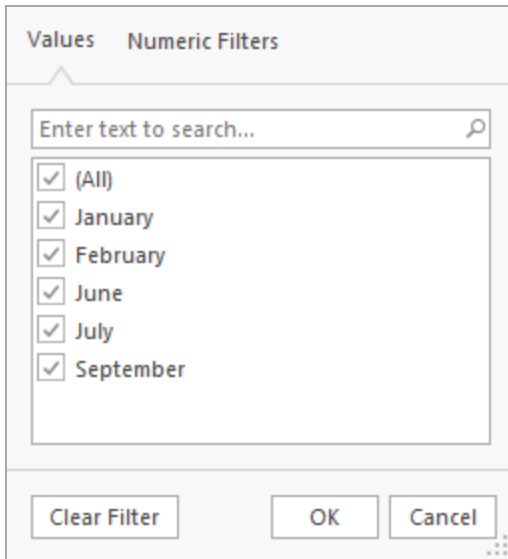 Values Numeric Filters
Enter text to search...
(All)
January
February
June
July
September
Clear Filter OK Cancel